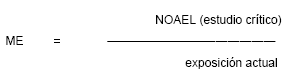 NOAEL (estudio crítico)
ME = ————————————
exposición actual